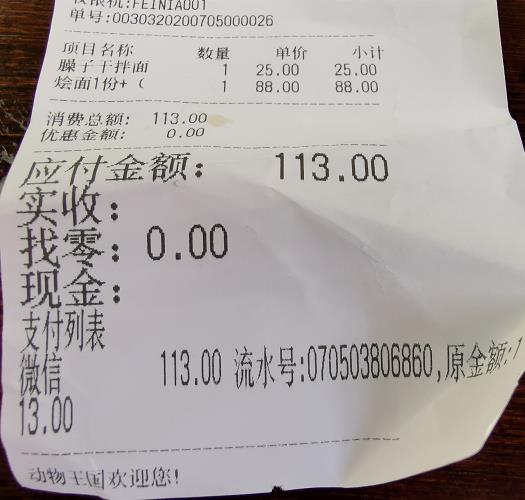 收银机:FEINIA001
单号:0030320200705000026
项目名称 数量 单价 小计
臊子干拌面 1 25.00 25.00
烩面1份+( 1 88.00 88.00
消费总额: 113.00
优惠金额: 0.00
应付金额: 113.00
实收:
找零: 0.00
现金:
支付列表
微信 113.00 流水号:070503806860,原金额:1
13.00
动物王国欢迎您!